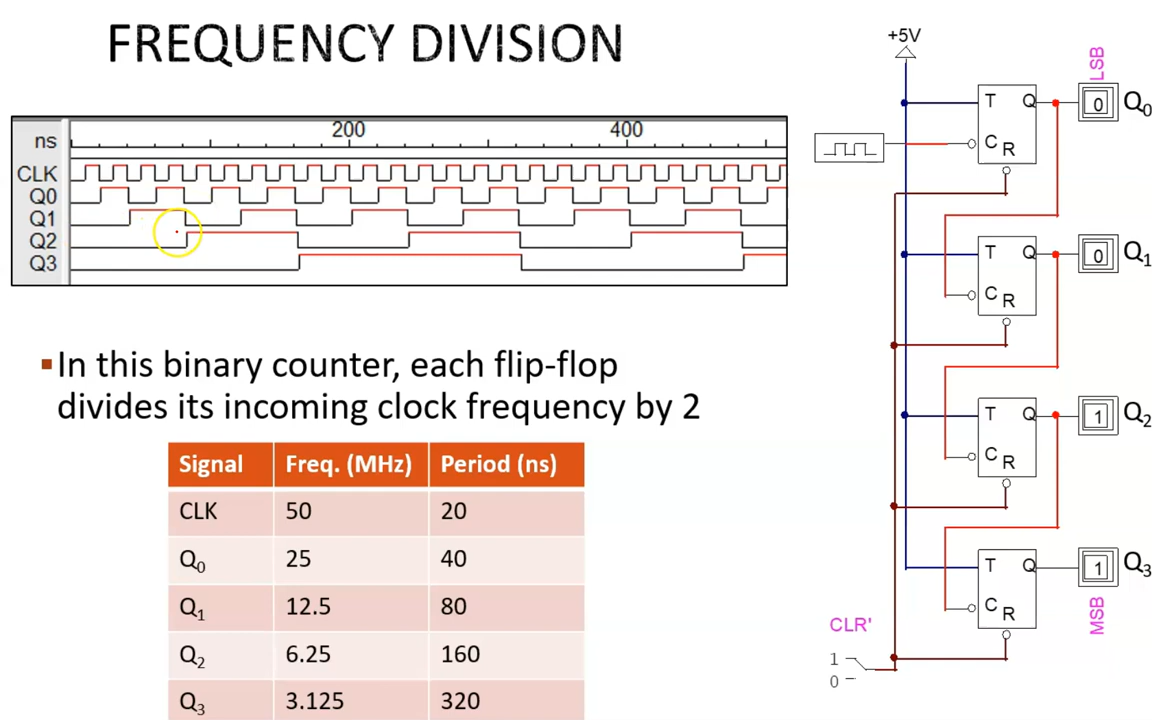 FREQUENCY DIVISION
ns 200 400
CLK
Q0
Q1
Q2
Q3
▪In this binary counter, each flip-flop
divides its incoming clock frequency by 2
Signal Freq. (MHz) Period (ns)
CLK 50 20
Q₀ 25 40
Q₁ 12.5 80
Q₂ 6.25 160
Q₃ 3.125 320
+5V
LSB
T Q 0 Q₀
C R
T Q 0 Q₁
C R
T Q 1 Q₂
C R
T Q 1 Q₃
C R
MSB
CLR'
1
0